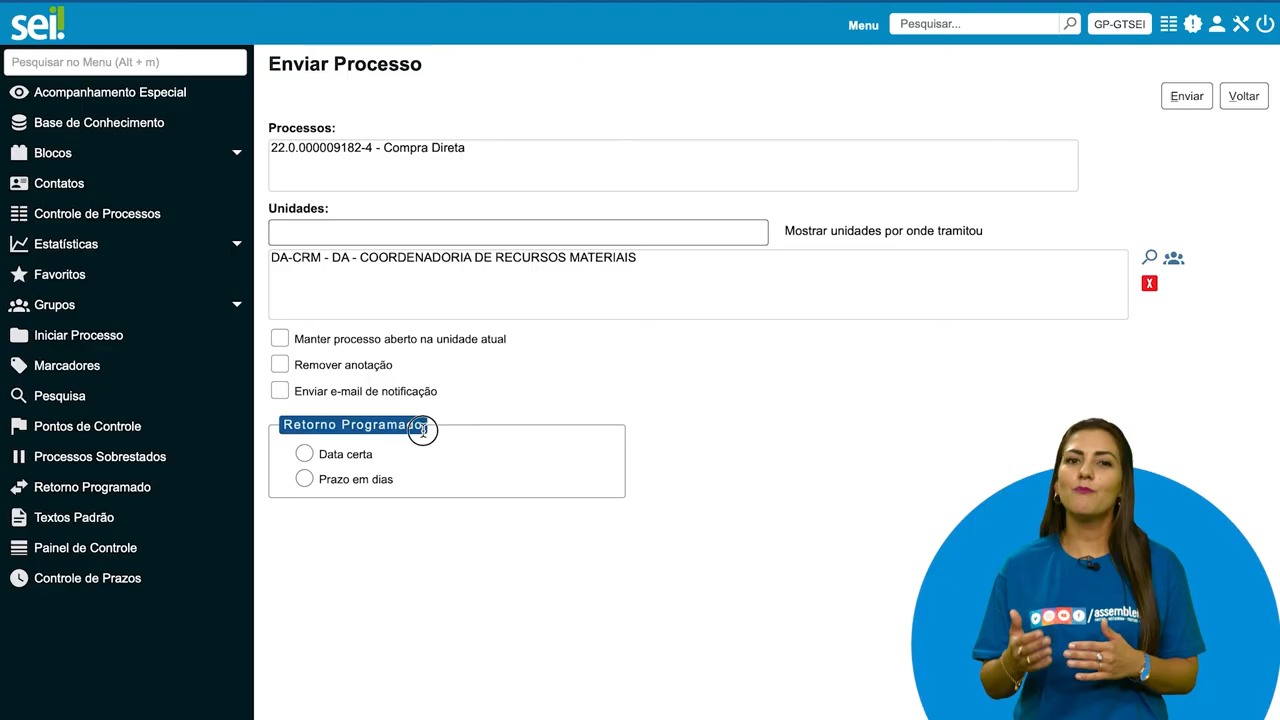 sei!
Menu
Pesquisar...
GP-GTSEI
Pesquisar no Menu (Alt + m)
Acompanhamento Especial
Base de Conhecimento
Blocos
Contatos
Controle de Processos
Estatísticas
Favoritos
Grupos
Iniciar Processo
Marcadores
Pesquisa
Pontos de Controle
Processos Sobrestados
Retorno Programado
Textos Padrão
Painel de Controle
Controle de Prazos
Enviar Processo
Enviar
Voltar
Processos:
22.0.000009182-4 - Compra Direta
Unidades:
Mostrar unidades por onde tramitou
DA-CRM - DA - COORDENADORIA DE RECURSOS MATERIAIS
X
Manter processo aberto na unidade atual
Remover anotação
Enviar e-mail de notificação
Retorno Programado
Data certa
Prazo em dias